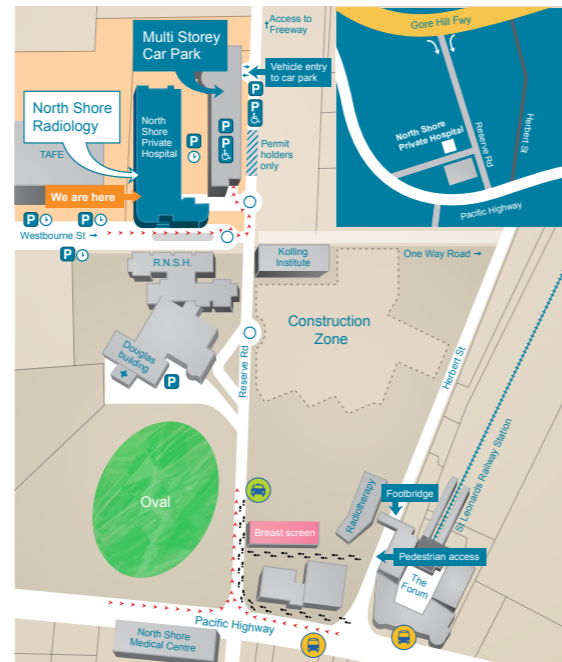 Access to
Freeway
Multi Storey
Car Park
Vehicle entry
to car park
P
P
North Shore
Radiology
North
Shore
Private
Hospital
P
P
P
Permit
holders
only
TAFE
We are here
P
P
Westbourne St →
P
R.N.S.H.
Kolling
Institute
One Way Road →
Gore Hill Fwy
North Shore
Private Hospital
Reserve Rd
Herbert St
Pacific Highway
Construction
Zone
Douglas
building
P
Reserve Rd
Herbert St
St Leonards Railway Station
Oval
Radiotherapy
Footbridge
Breast screen
Pedestrian access
The
Forum
Pacific Highway
North Shore
Medical Centre